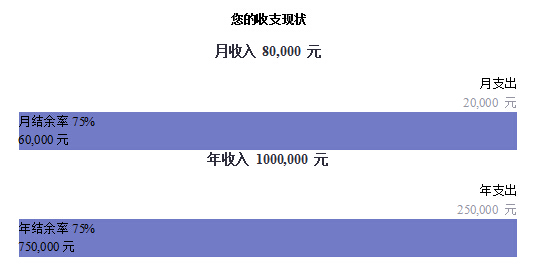 您的收支现状
月收入 80,000 元
月支出
20,000 元
月结余率 75%
60,000 元
年收入 1000,000 元
年支出
250,000 元
年结余率 75%
750,000 元